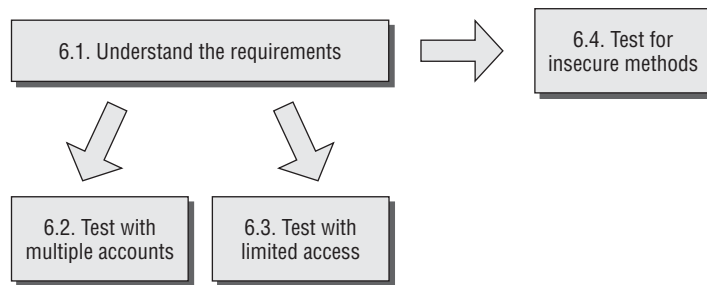 6.1. Understand the requirements
6.4. Test for
insecure methods
6.2. Test with
multiple accounts
6.3. Test with
limited access